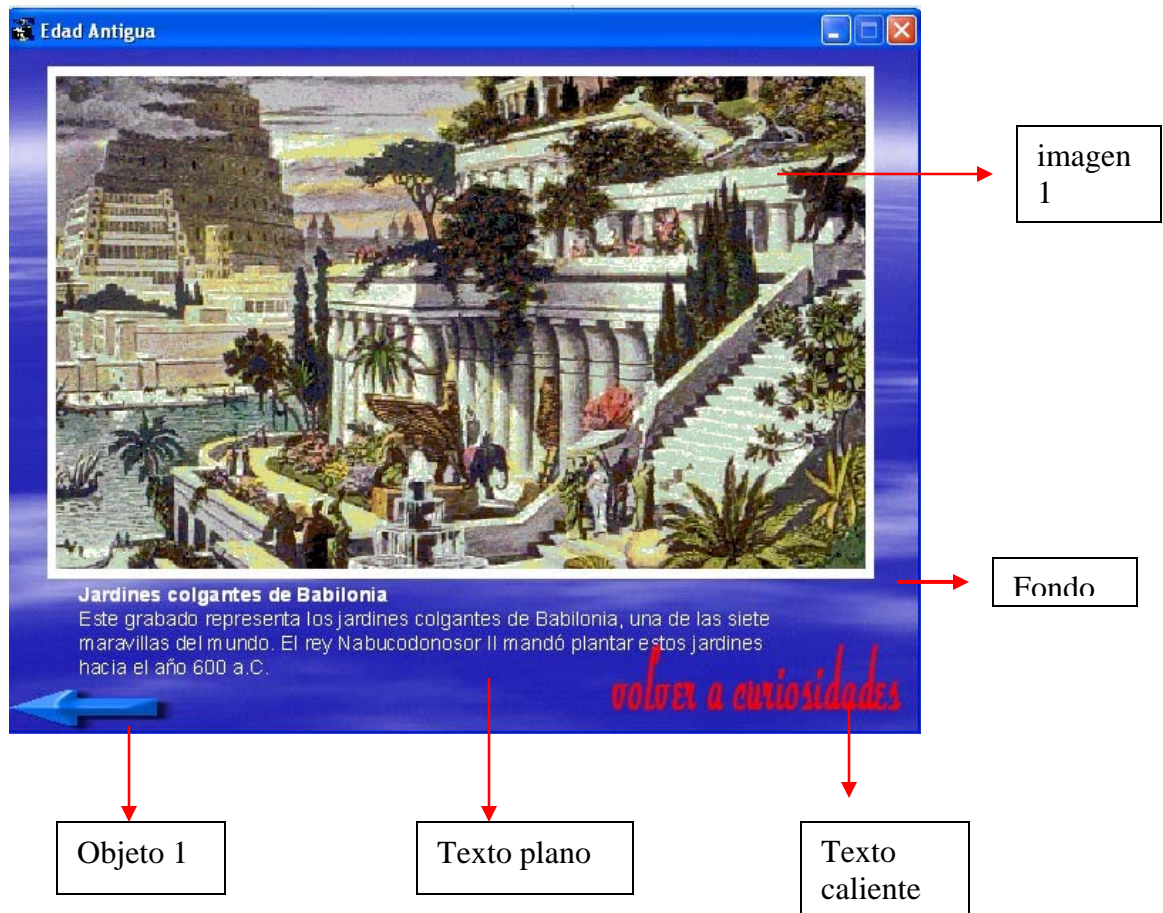 Edad Antigua
imagen
1
Fondo
Jardines colgantes de Babilonia
Este grabado representa los jardines colgantes de Babilonia, una de las siete
maravillas del mundo. El rey Nabucodonosor II mandó plantar estos jardines
hacia el año 600 a.C.
volver a curiosidades
Objeto 1
Texto plano
Texto
caliente